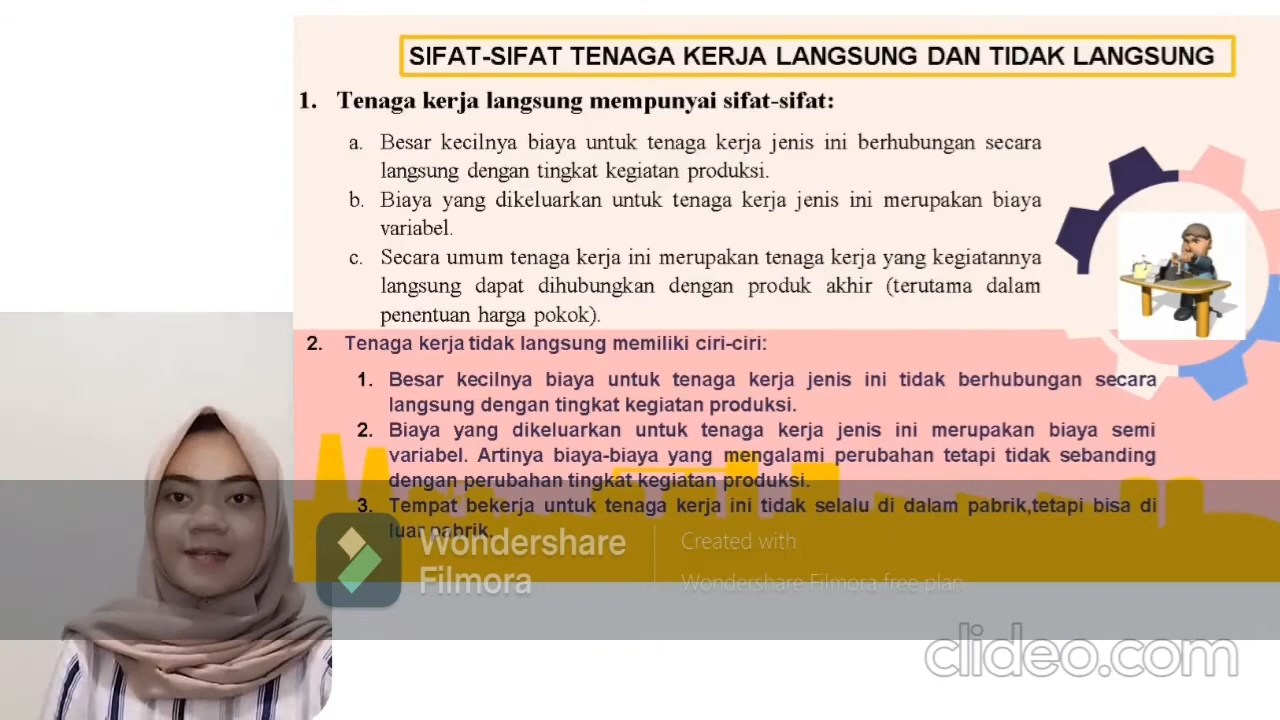 SIFAT-SIFAT TENAGA KERJA LANGSUNG DAN TIDAK LANGSUNG
1. Tenaga kerja langsung mempunyai sifat-sifat:
a. Besar kecilnya biaya untuk tenaga kerja jenis ini berhubungan secara
langsung dengan tingkat kegiatan produksi.
b. Biaya yang dikeluarkan untuk tenaga kerja jenis ini merupakan biaya
variabel.
c. Secara umum tenaga kerja ini merupakan tenaga kerja yang kegiatannya
langsung dapat dihubungkan dengan produk akhir (terutama dalam
penentuan harga pokok).
2. Tenaga kerja tidak langsung memiliki ciri-ciri:
1. Besar kecilnya biaya untuk tenaga kerja jenis ini tidak berhubungan secara
langsung dengan tingkat kegiatan produksi.
2. Biaya yang dikeluarkan untuk tenaga kerja jenis ini merupakan biaya semi
variabel. Artinya biaya-biaya yang mengalami perubahan tetapi tidak sebanding
dengan perubahan tingkat kegiatan produksi.
3. Tempat bekerja untuk tenaga kerja ini tidak selalu di dalam pabrik,tetapi bisa di
luar pabrik.
Wondershare
Filmora
Created with
Wondershare Filmora free plan
clideo.com